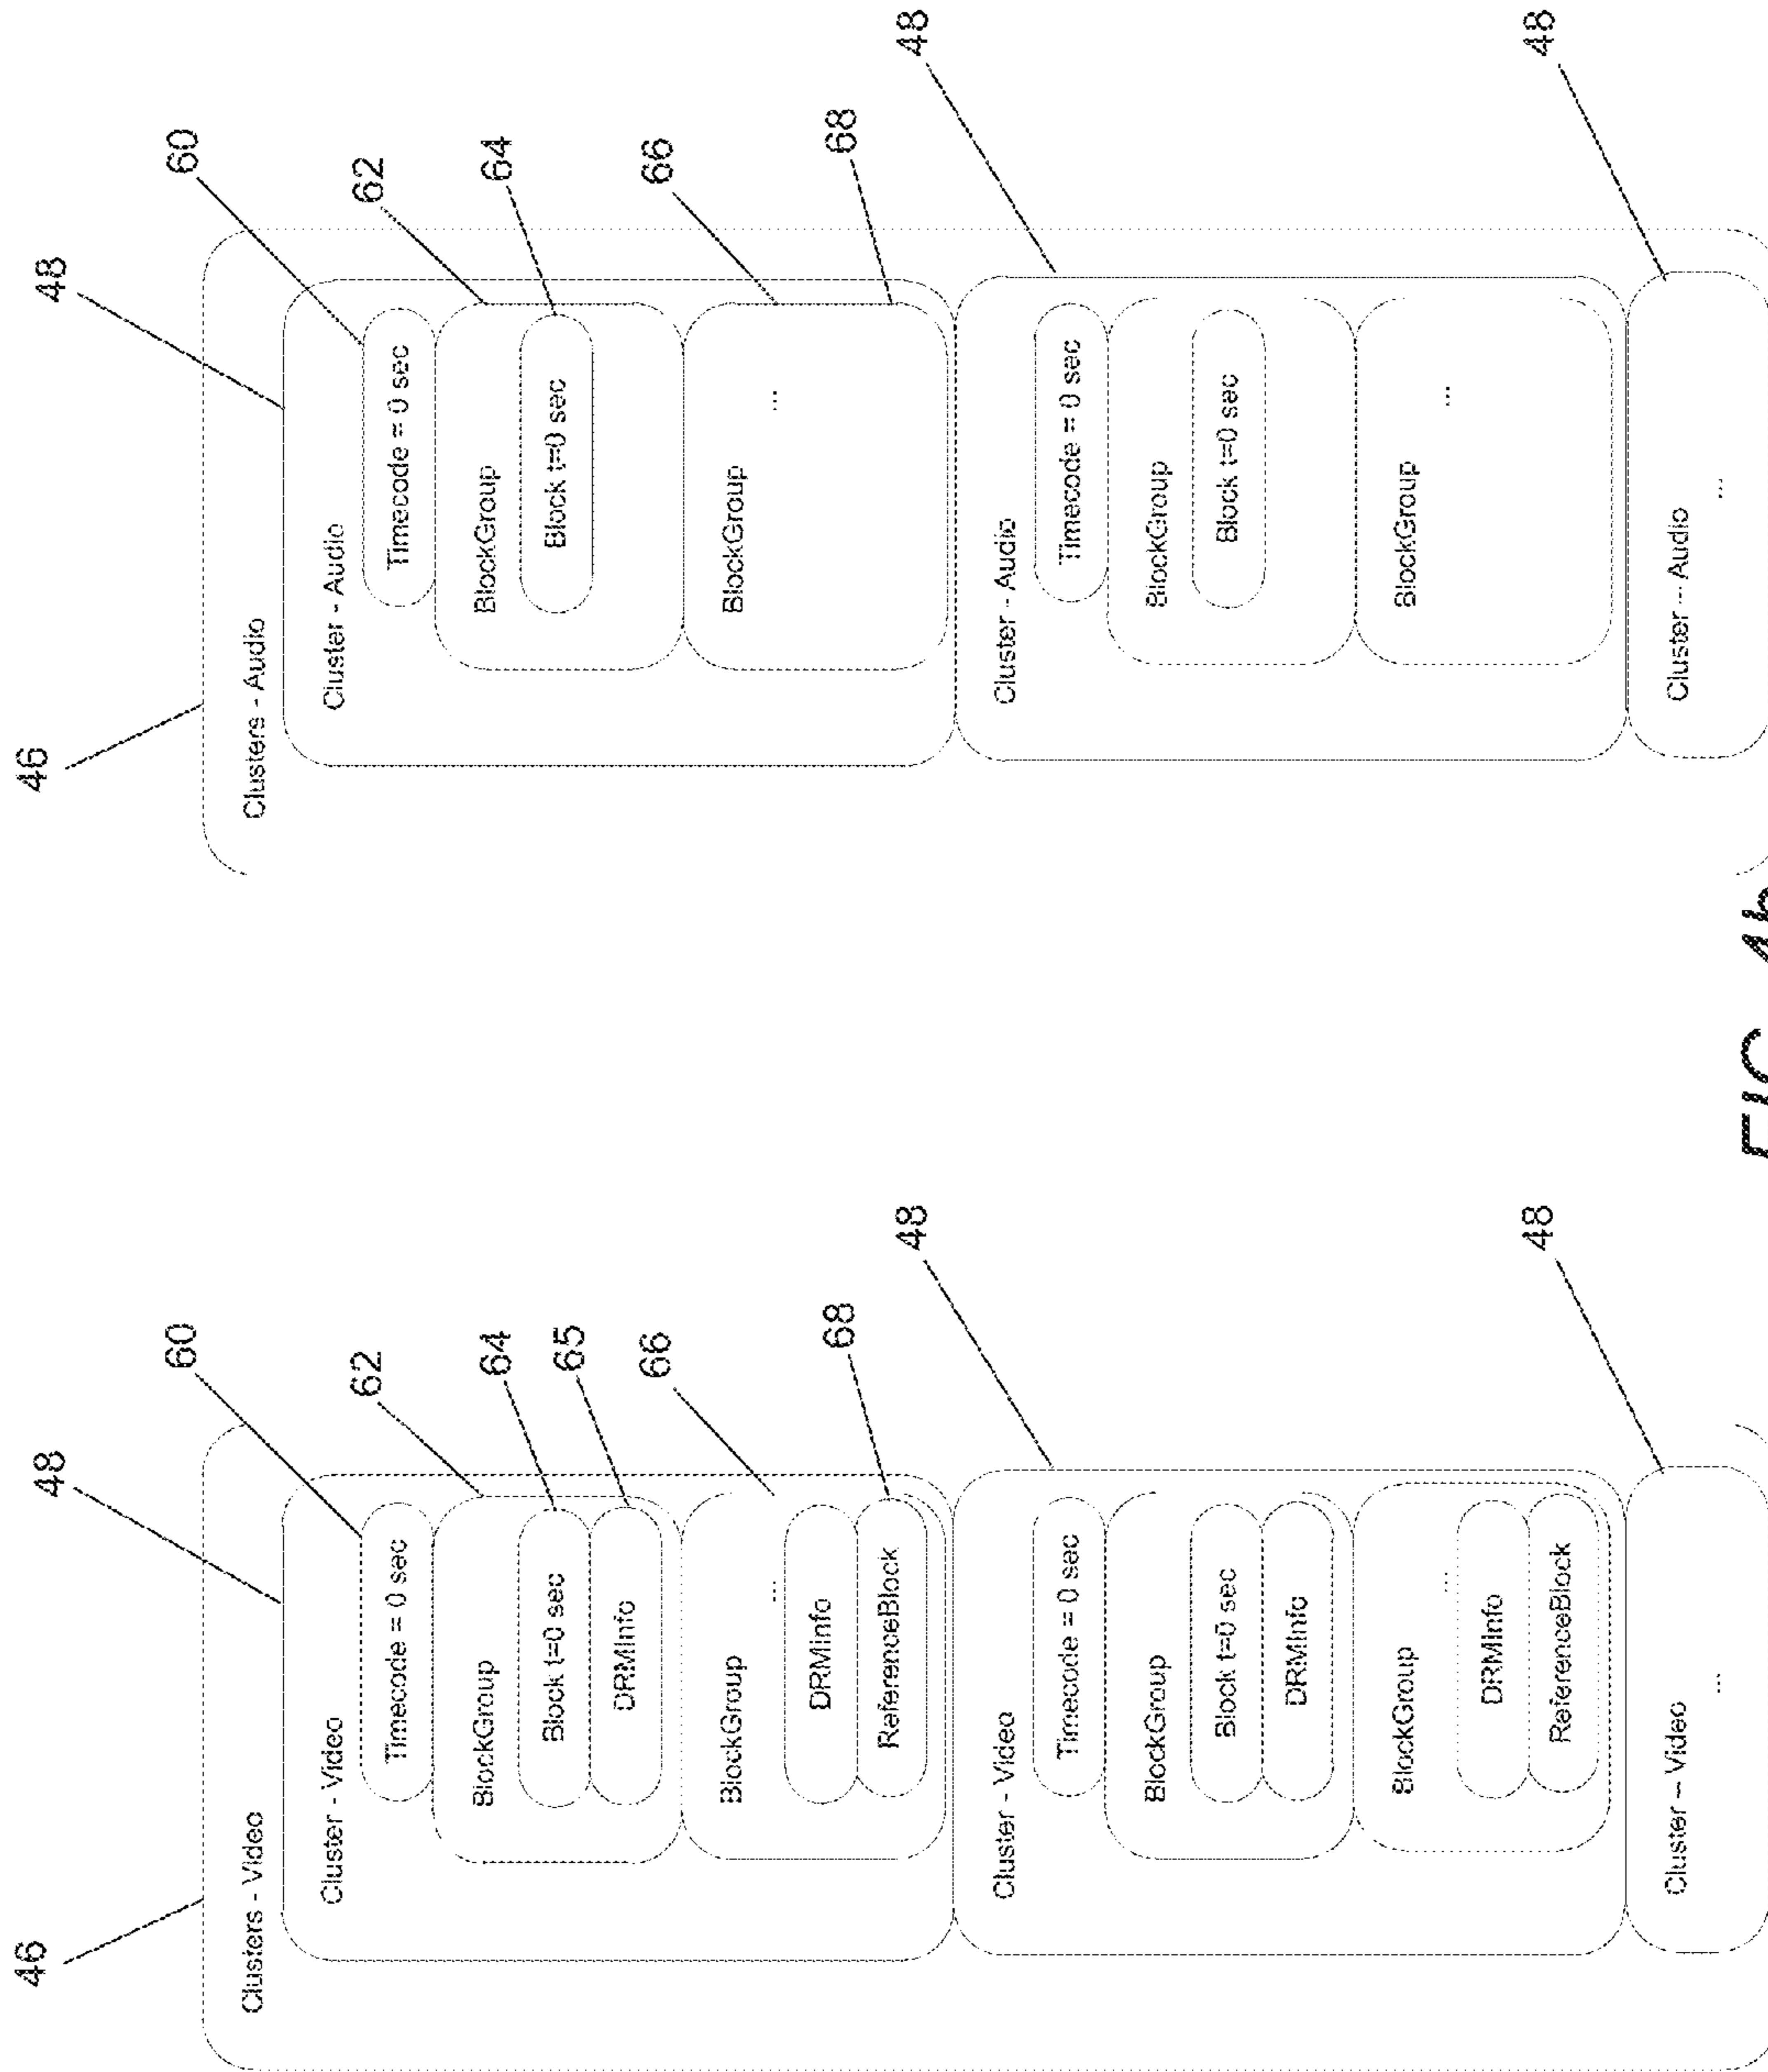 46
Clusters - Video
48
Cluster - Video
60
Timecode = 0 sec
62
BlockGroup
64
Block t=0 sec
65
DRMInfo
66
BlockGroup
...
DRMInfo
68
ReferenceBlock
48
Cluster - Video
Timecode = 0 sec
BlockGroup
Block t=0 sec
DRMInfo
BlockGroup
...
DRMInfo
ReferenceBlock
48
Cluster - Video
...
46
Clusters - Audio
48
Cluster - Audio
60
Timecode = 0 sec
62
BlockGroup
64
Block t=0 sec
66
BlockGroup
...
68
48
Cluster - Audio
Timecode = 0 sec
BlockGroup
Block t=0 sec
BlockGroup
...
48
Cluster -- Audio
...
FIG. 4b